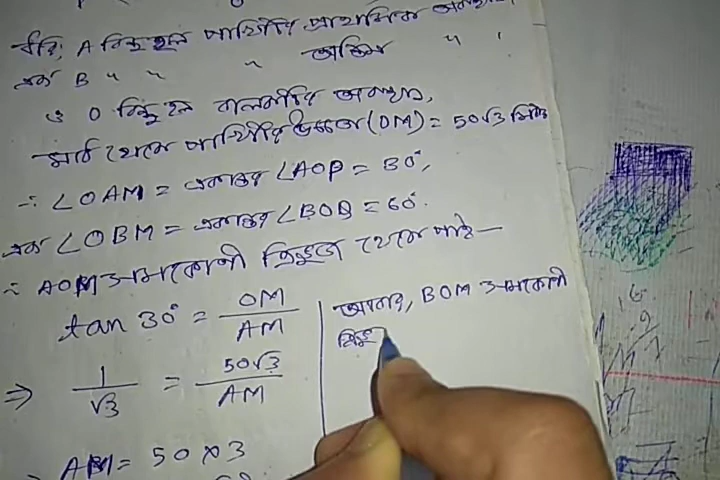 ধরি, A বিন্দু হল পাখিটির প্রাথমিক অবস্থান
এবং B " " " অন্তিম " ।
ও O বিন্দু হল বালকটির অবস্থান,
মাঠ থেকে পাখিটির উচ্চতা (OM) = 50√3 মিটার
∴ ∠OAM = একান্তর ∠AOP = 30°,
এবং ∠OBM = একান্তর ∠BOQ = 60°.
∴ AOM সমকোণী ত্রিভুজ থেকে পাই—
tan 30° = OM/AM
⇒ 1/√3 = 50√3/AM
AM = 50×3
আবার, BOM সমকোণী
ত্রিভু